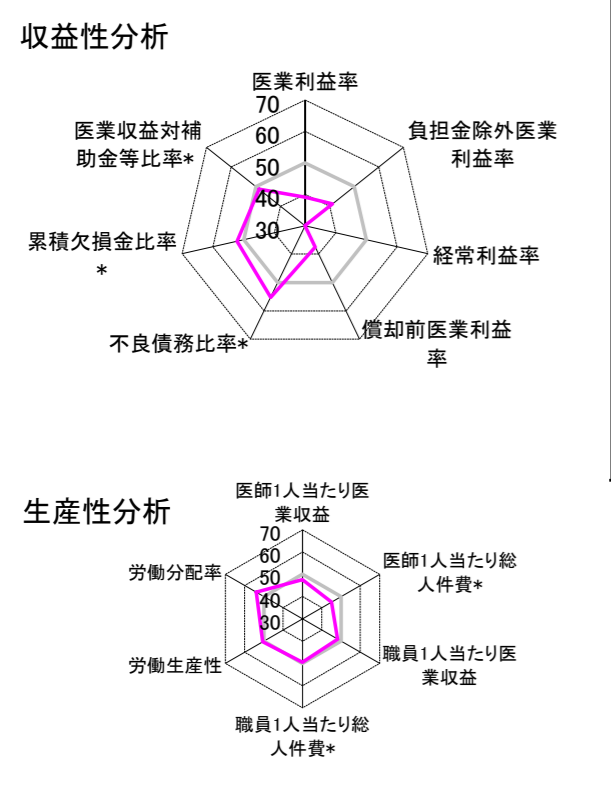 収益性分析
医業利益率
70
60
50
40
30
負担金除外医業
利益率
経常利益率
償却前医業利益
率
不良債務比率*
累積欠損金比率
*
医業収益対補
助金等比率*
生産性分析
医師1人当たり医
業収益
70
60
50
40
30
医師1人当たり総
人件費*
職員1人当たり医
業収益
職員1人当たり総
人件費*
労働生産性
労働分配率